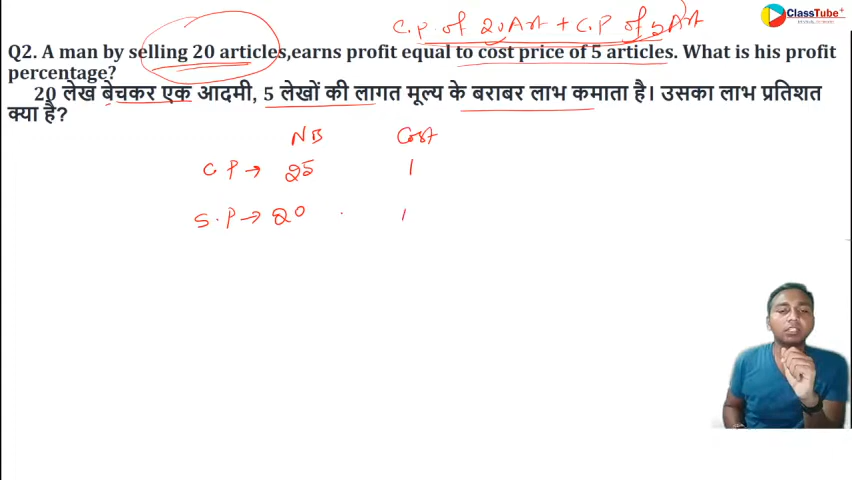 ClassTube+
C.P. of 20 Art + C.P of 5 Art
Q2. A man by selling 20 articles,earns profit equal to cost price of 5 articles. What is his profit
percentage?
20 लेख बेचकर एक आदमी, 5 लेखों की लागत मूल्य के बराबर लाभ कमाता है। उसका लाभ प्रतिशत
क्या है?
NB Cost
C.P → 25 1
S.P → 20 1